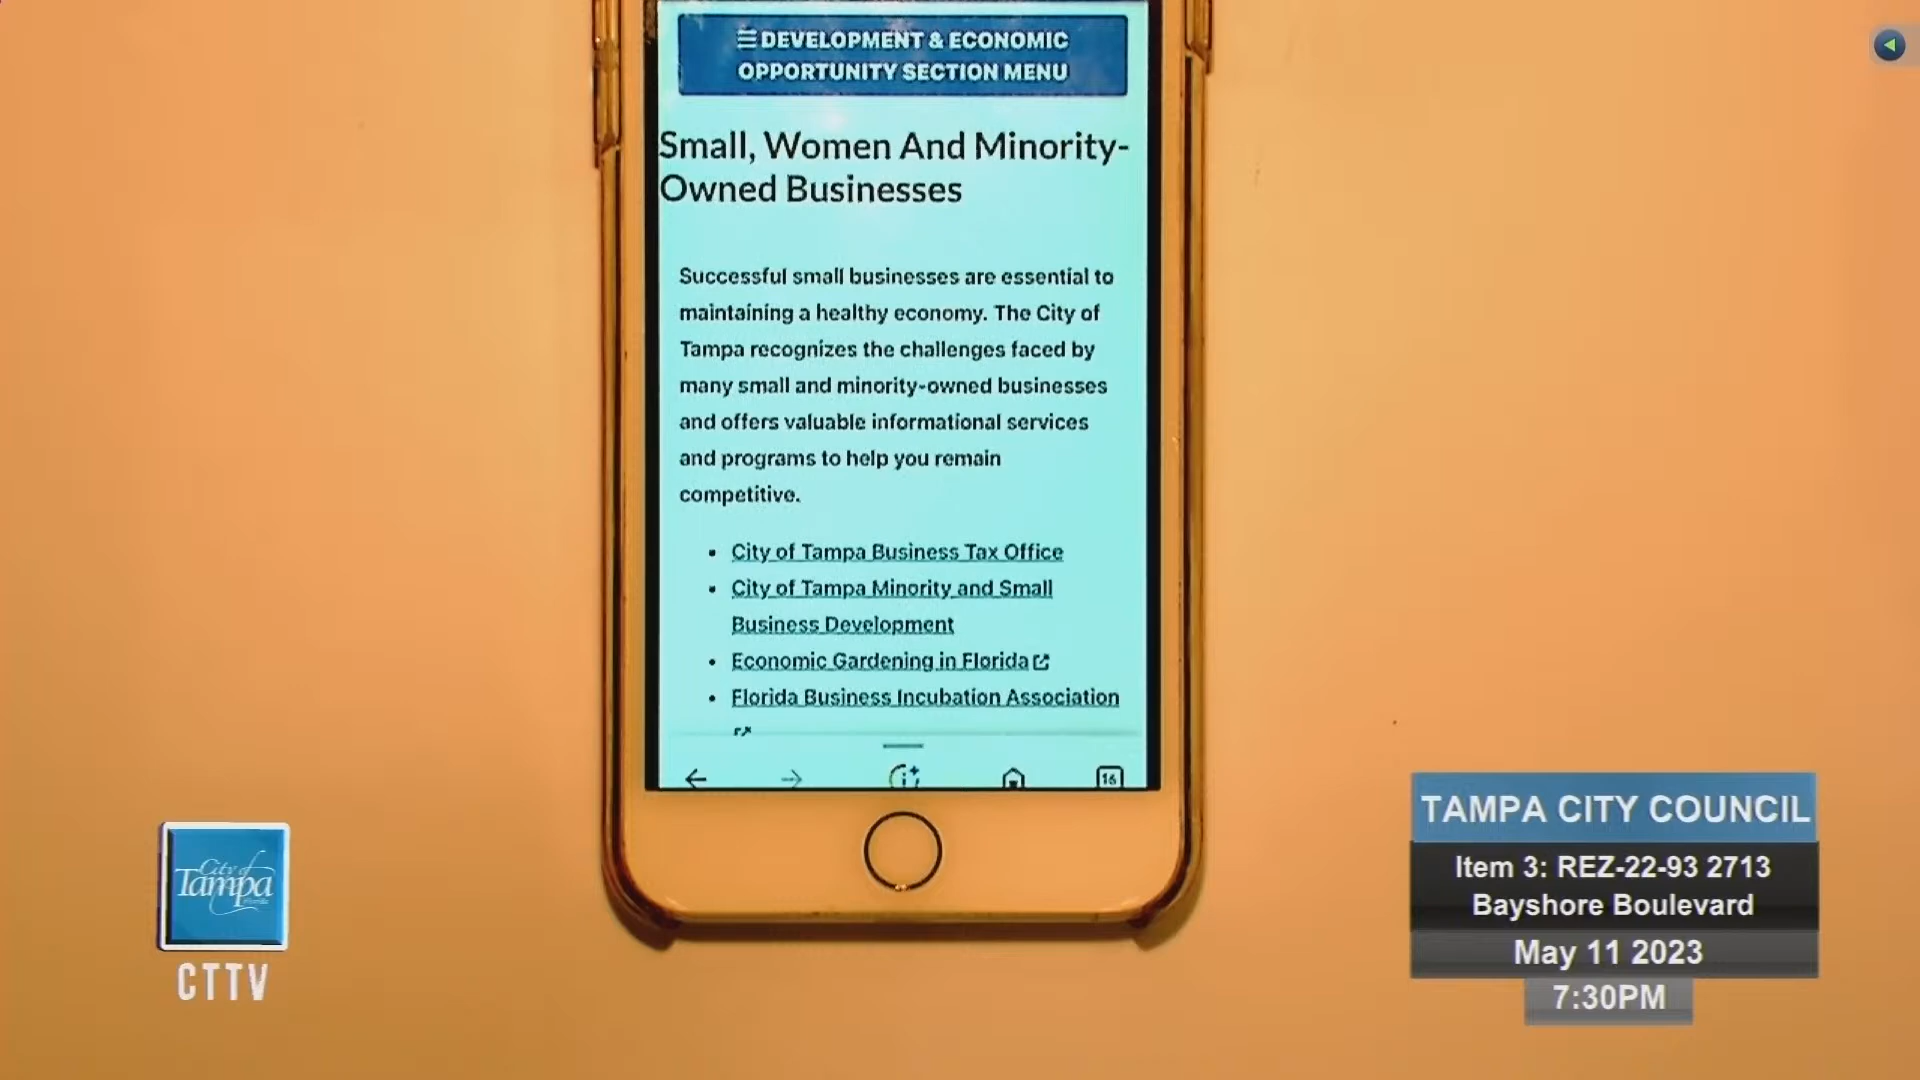 DEVELOPMENT & ECONOMIC
OPPORTUNITY SECTION MENU
Small, Women And Minority-
Owned Businesses
Successful small businesses are essential to
maintaining a healthy economy. The City of
Tampa recognizes the challenges faced by
many small and minority-owned businesses
and offers valuable informational services
and programs to help you remain
competitive.
City of Tampa Business Tax Office
City of Tampa Minority and Small
Business Development
Economic Gardening in Florida
Florida Business Incubation Association
16
City of
Tampa
Florida
CTTV
TAMPA CITY COUNCIL
Item 3: REZ-22-93 2713
Bayshore Boulevard
May 11 2023
7:30PM